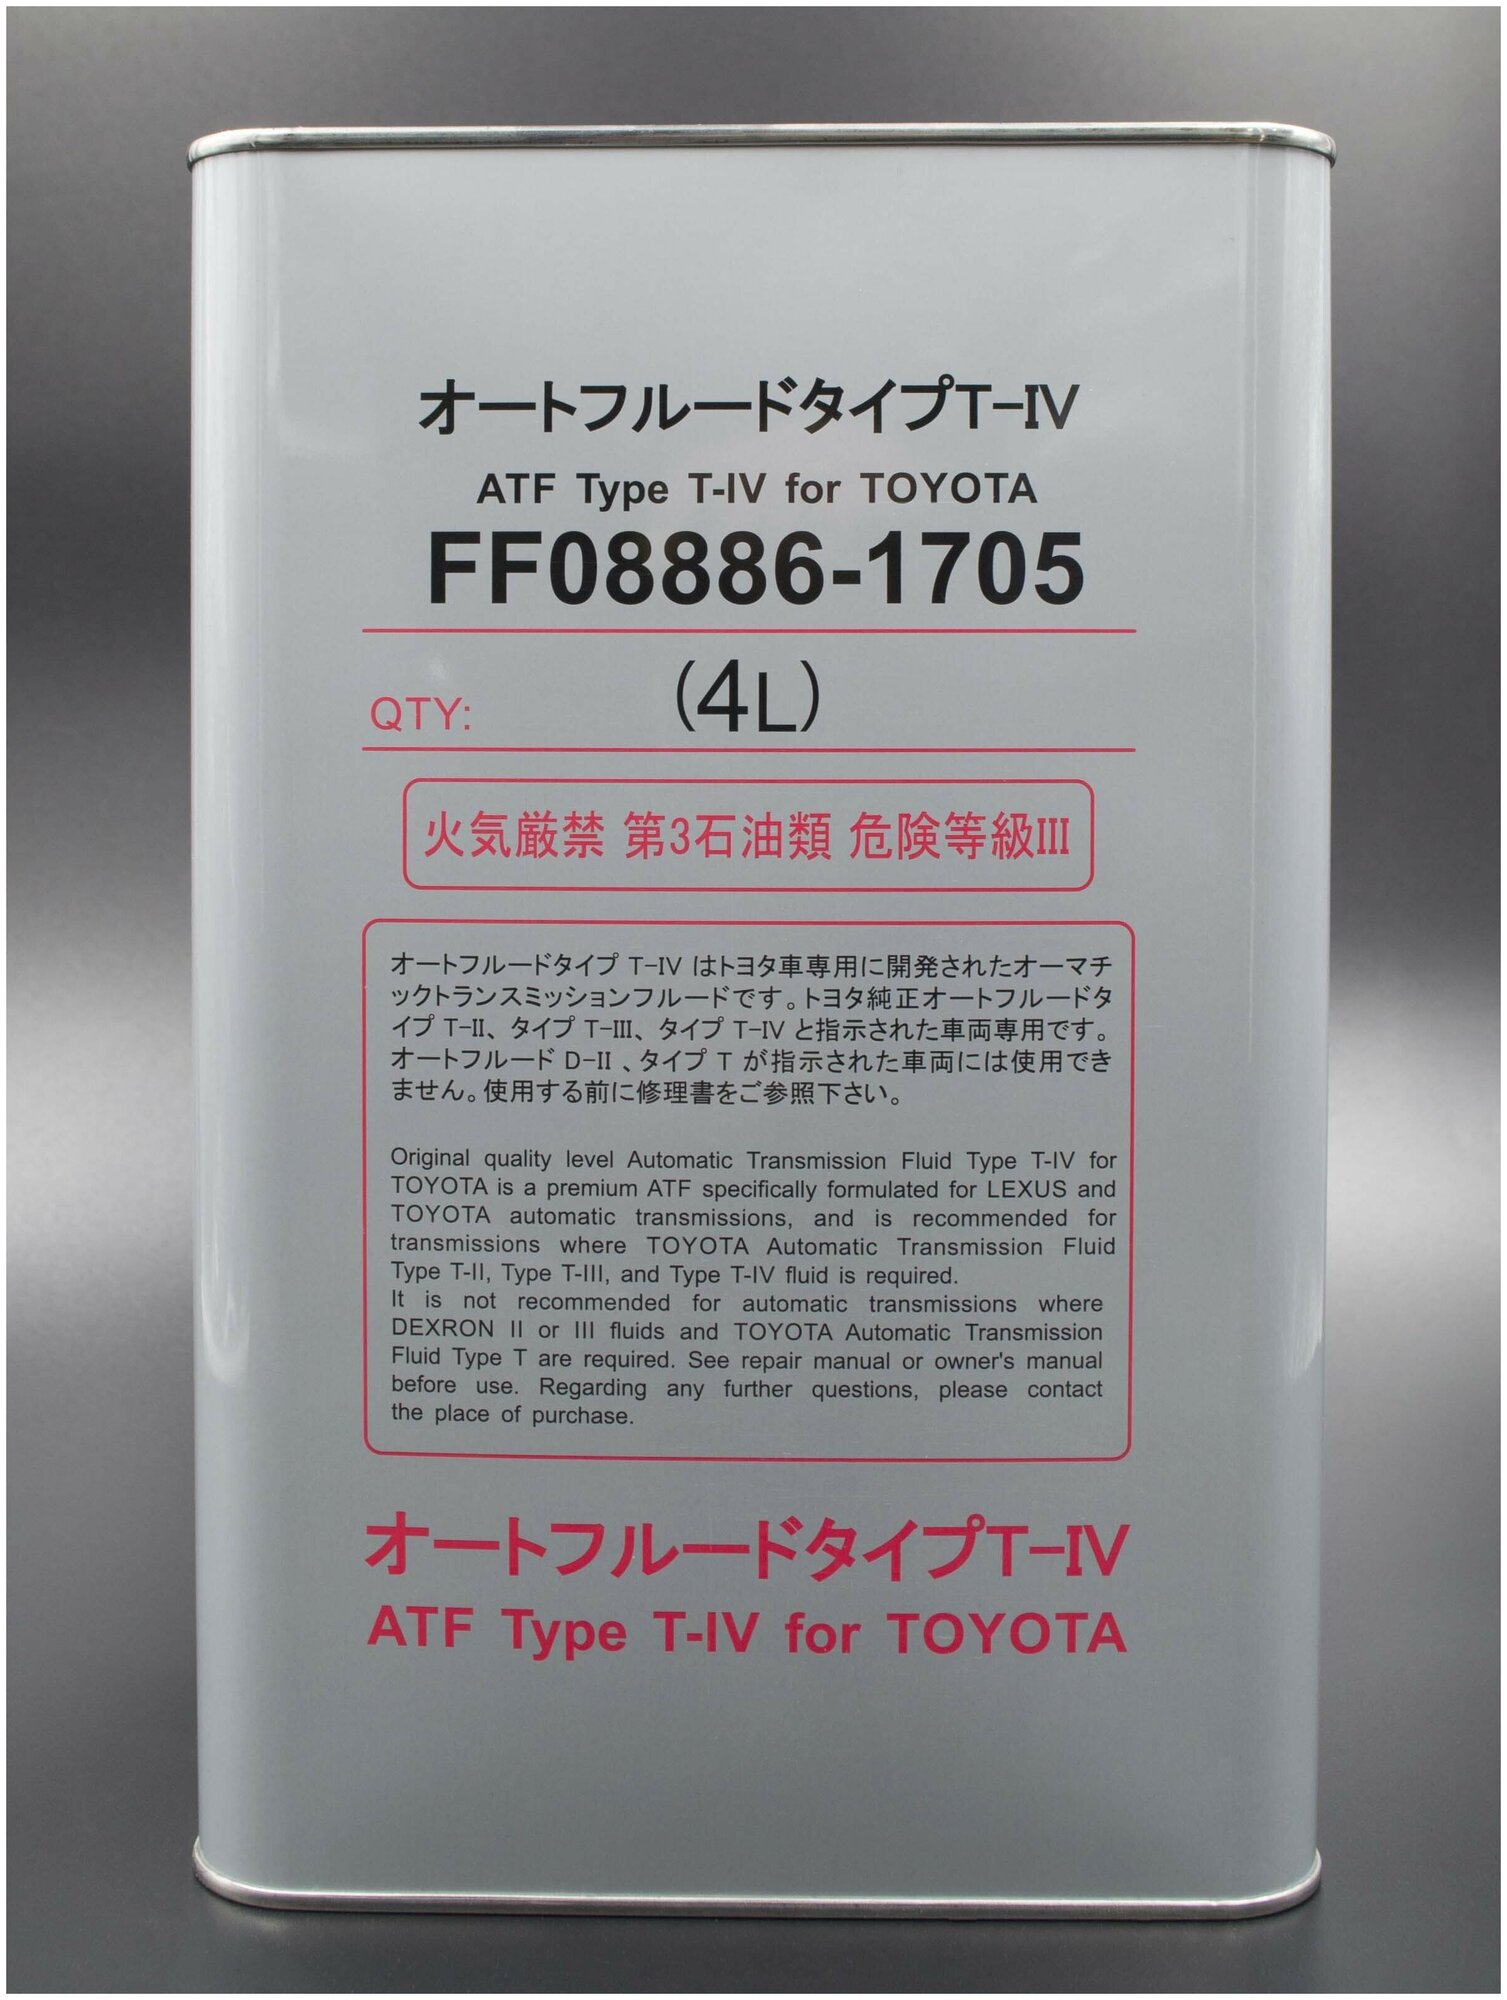 オートフルードタイプT-IV
ATF Type T-IV for TOYOTA
FF08886-1705
QTY: (4L)
火気厳禁 第3石油類 危険等級III
オートフルードタイプ T-IV はトヨタ車専用に開発されたオーマチ
ックトランスミッションフルードです。トヨタ純正オートフルードタ
イプ T-II、タイプ T-III、タイプ T-IV と指示された車両専用です。
オートフルード D-II 、タイプ T が指示された車両には使用でき
ません。使用する前に修理書をご参照下さい。
Original quality level Automatic Transmission Fluid Type T-IV for
TOYOTA is a premium ATF specifically formulated for LEXUS and
TOYOTA automatic transmissions, and is recommended for
transmissions where TOYOTA Automatic Transmission Fluid
Type T-II, Type T-III, and Type T-IV fluid is required.
It is not recommended for automatic transmissions where
DEXRON II or III fluids and TOYOTA Automatic Transmission
Fluid Type T are required. See repair manual or owner's manual
before use. Regarding any further questions, please contact
the place of purchase.
オートフルードタイプT-IV
ATF Type T-IV for TOYOTA